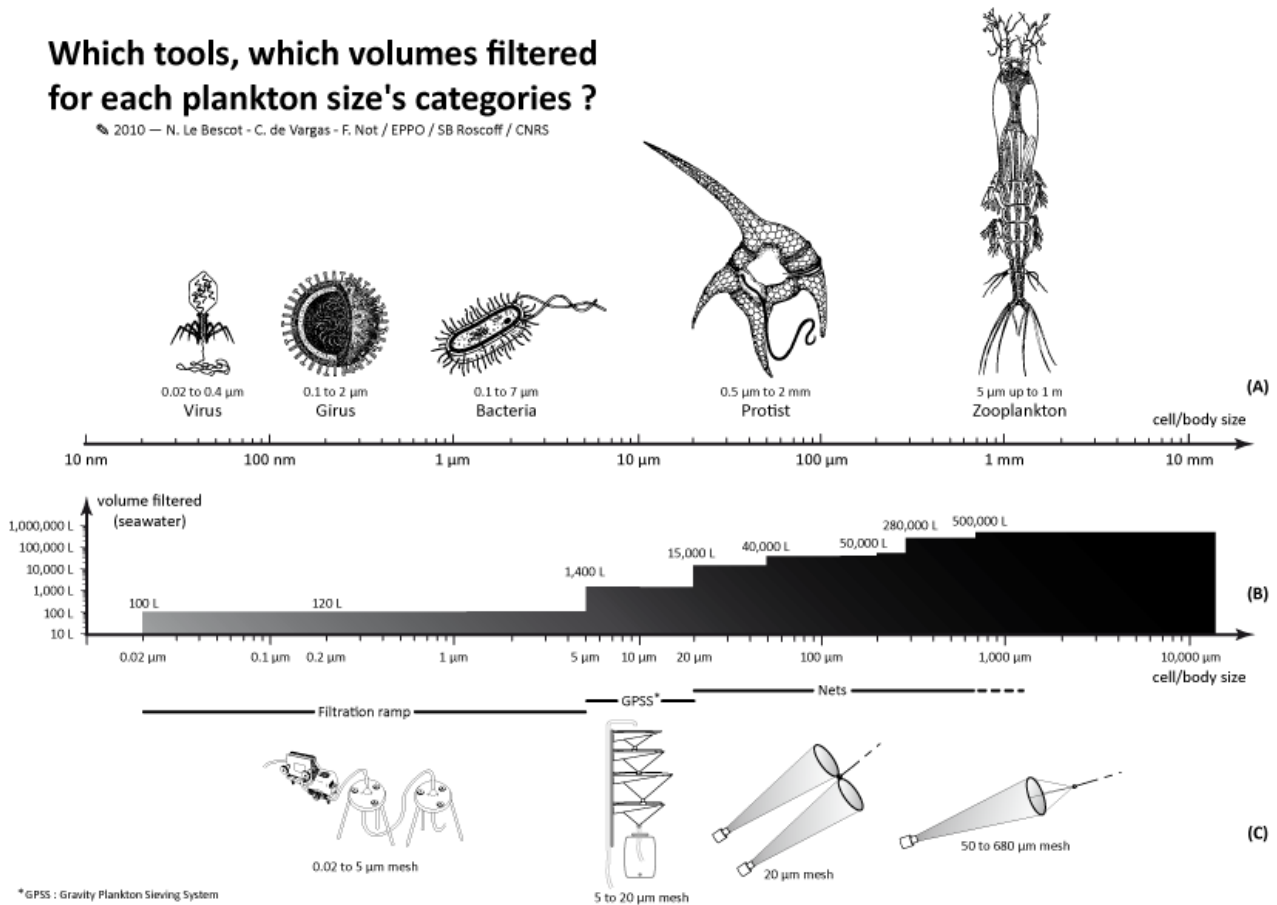 Which tools, which volumes filtered
for each plankton size's categories ?
✎ 2010 — N. Le Bescot - C. de Vargas - F. Not / EPPO / SB Roscoff / CNRS
0.02 to 0.4 µm
Virus
0.1 to 2 µm
Girus
0.1 to 7 µm
Bacteria
0.5 µm to 2 mm
Protist
5 µm up to 1 m
Zooplankton
(A)
cell/body size
10 nm 100 nm 1 µm 10 µm 100 µm 1 mm 10 mm
volume filtered
(seawater)
1,000,000 L
100,000 L
10,000 L
1,000 L
100 L
10 L
100 L
120 L
1,400 L
15,000 L
40,000 L
50,000 L
280,000 L
500,000 L
(B)
0.02 µm 0.1 µm 0.2 µm 1 µm 5 µm 10 µm 20 µm 100 µm 1,000 µm 10,000 µm
cell/body size
Filtration ramp
GPSS*
Nets
(C)
0.02 to 5 µm mesh
5 to 20 µm mesh
20 µm mesh
50 to 680 µm mesh
*GPSS : Gravity Plankton Sieving System